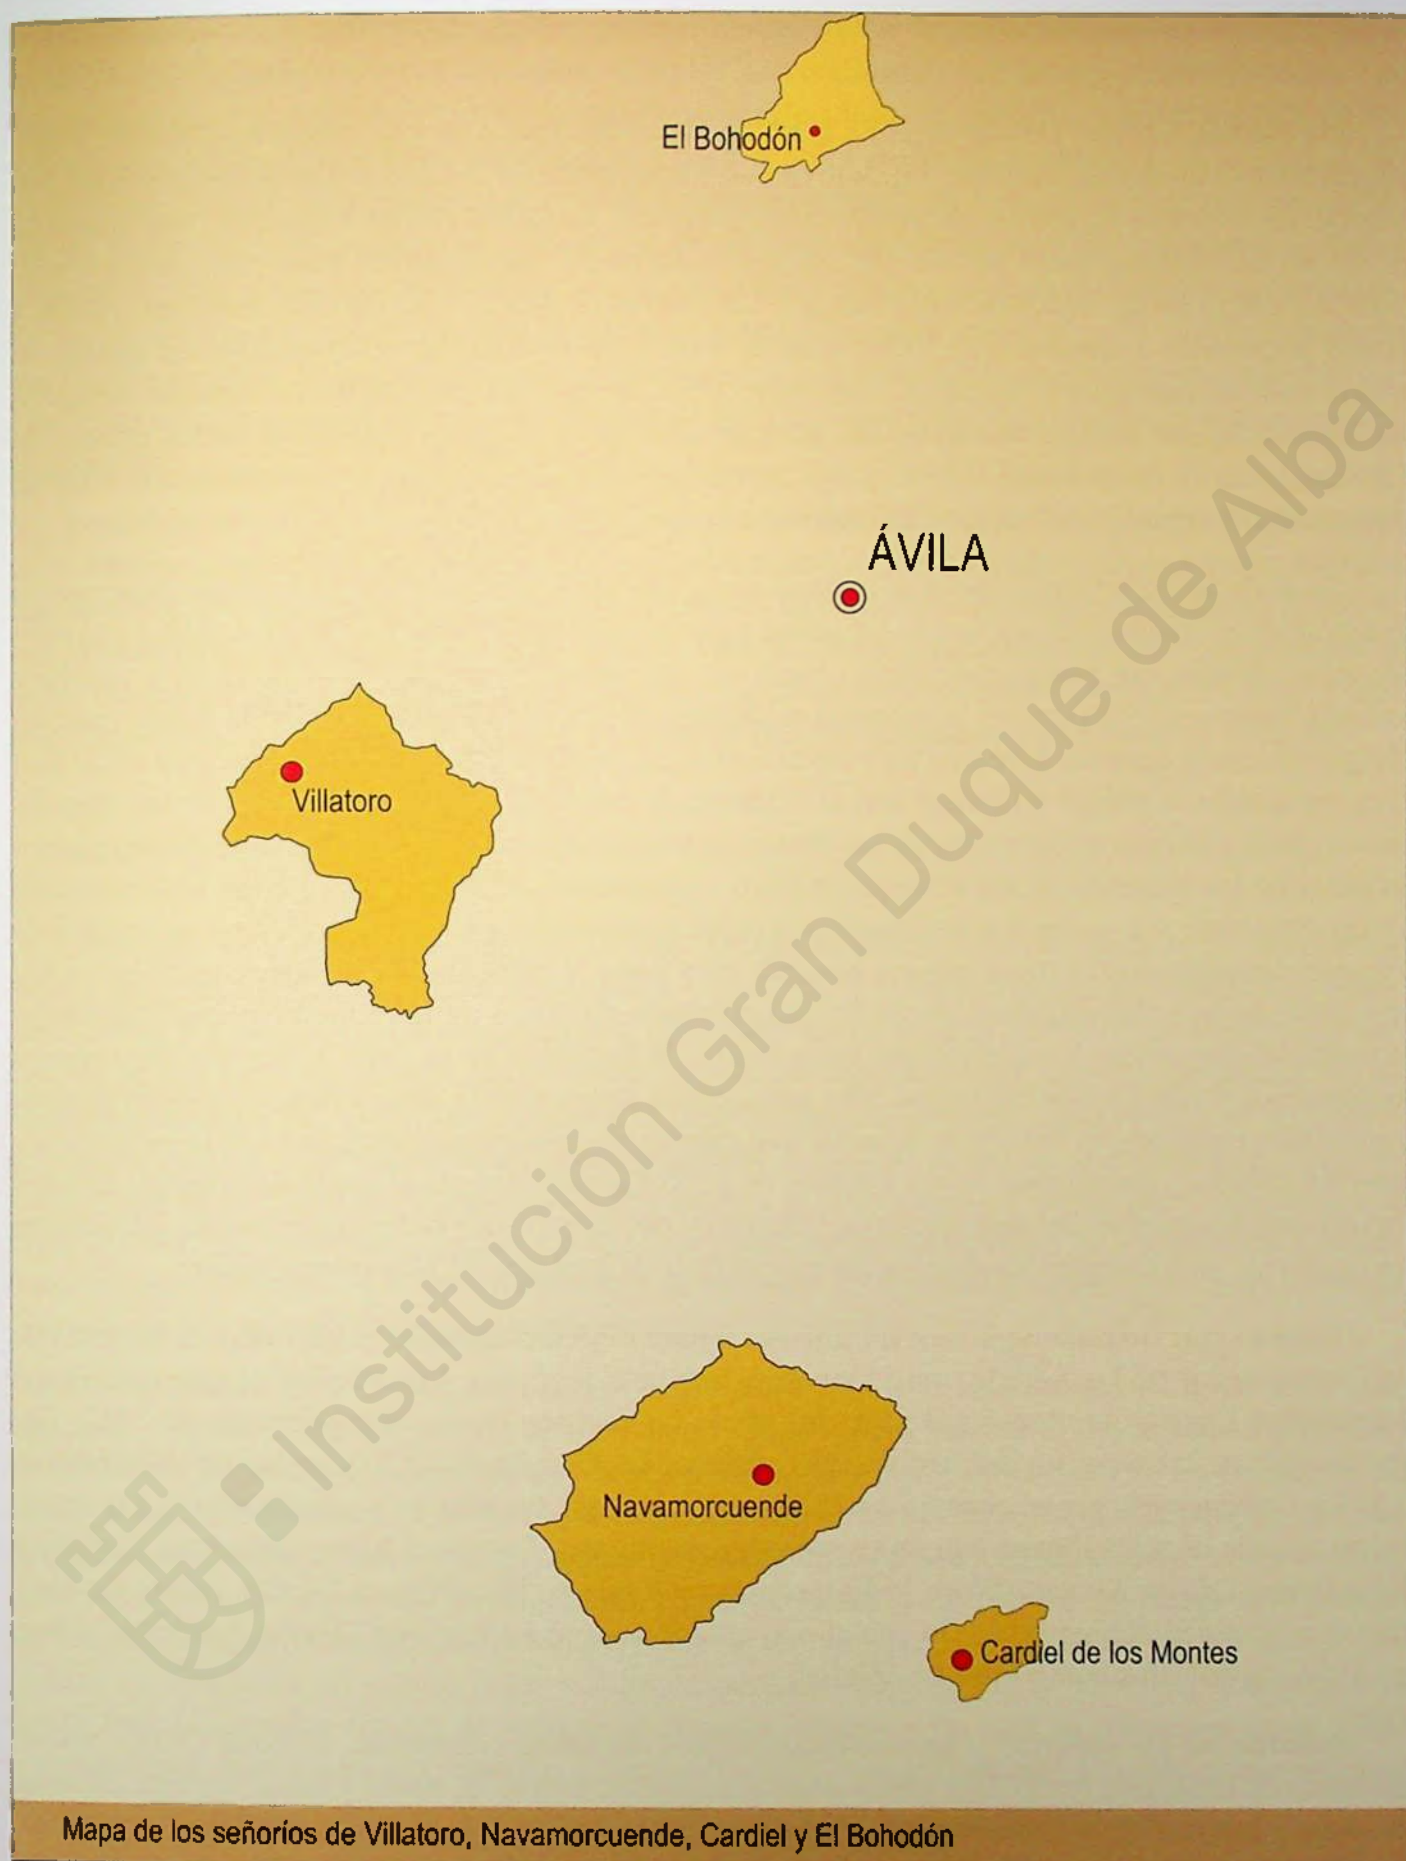 El Bohodón
ÁVILA
Villatoro
Navamorcuende
Cardiel de los Montes
Institución Gran Duque de Alba
Mapa de los señoríos de Villatoro, Navamorcuende, Cardiel y El Bohodón